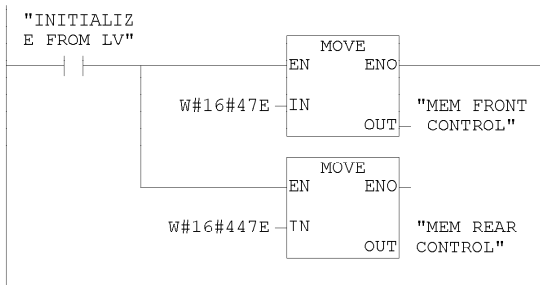 "INITIALIZ
E FROM LV"
MOVE
EN ENO
W#16#47E IN "MEM FRONT
OUT CONTROL"
MOVE
EN ENO
W#16#447E IN "MEM REAR
OUT CONTROL"